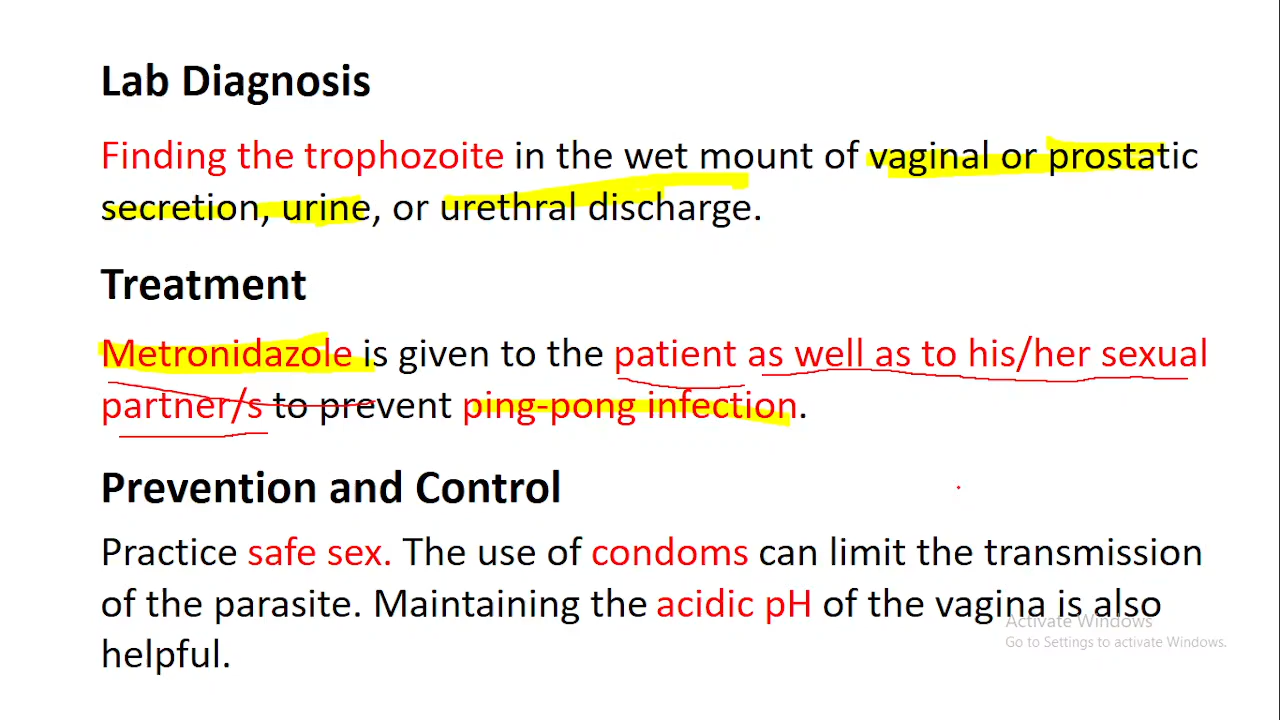 Lab Diagnosis
Finding the trophozoite in the wet mount of vaginal or prostatic
secretion, urine, or urethral discharge.
Treatment
Metronidazole is given to the patient as well as to his/her sexual
partner/s to prevent ping-pong infection.
Prevention and Control
Practice safe sex. The use of condoms can limit the transmission
of the parasite. Maintaining the acidic pH of the vagina is also
helpful.
Activate Windows
Go to Settings to activate Windows.